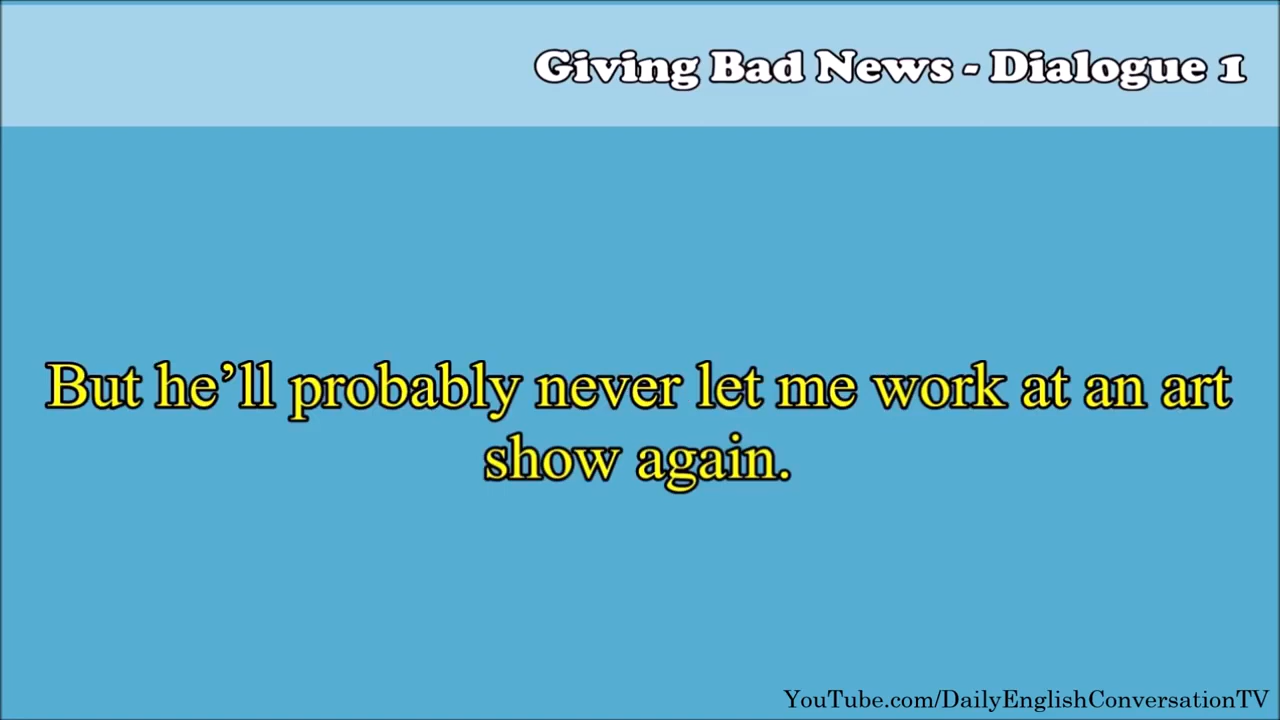 Giving Bad News - Dialogue 1
But he’ll probably never let me work at an art
show again.
YouTube.com/DailyEnglishConversationTV